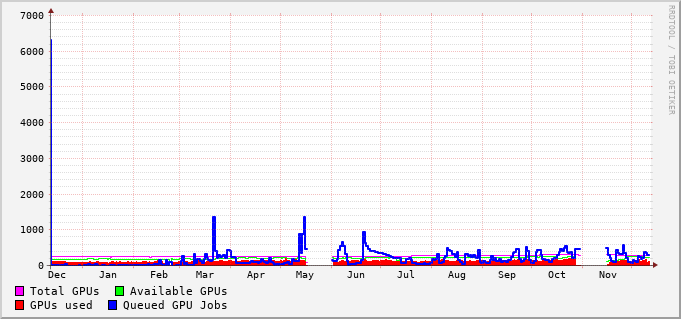 7000
6000
5000
4000
3000
2000
1000
0
Dec Jan Feb Mar Apr May Jun Jul Aug Sep Oct Nov
Total GPUs Available GPUs
GPUs used Queued GPU Jobs
RRDTOOL / TOBI OETIKER